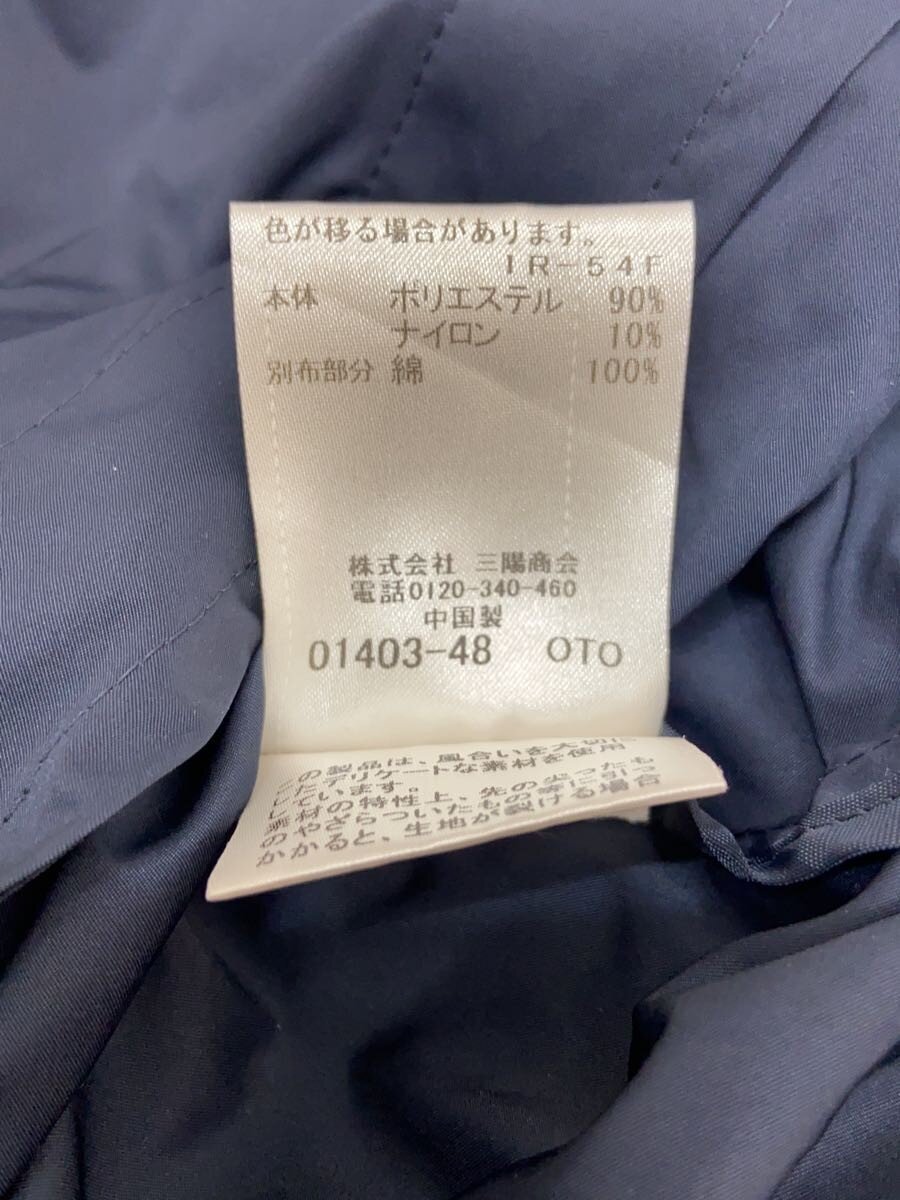 色が移る場合があります。
IR-54F
本体 ポリエステル 90%
ナイロン 10%
別布部分 綿 100%
株式会社 三陽商会
電話0120-340-460
中国製
01403-48 OTO
この製品は、風合いを大切に
したデリケートな素材を使用
しています。
素材の特性上、先の尖ったも
のやざらついたもの等に引っ
かかると、生地が裂ける場合